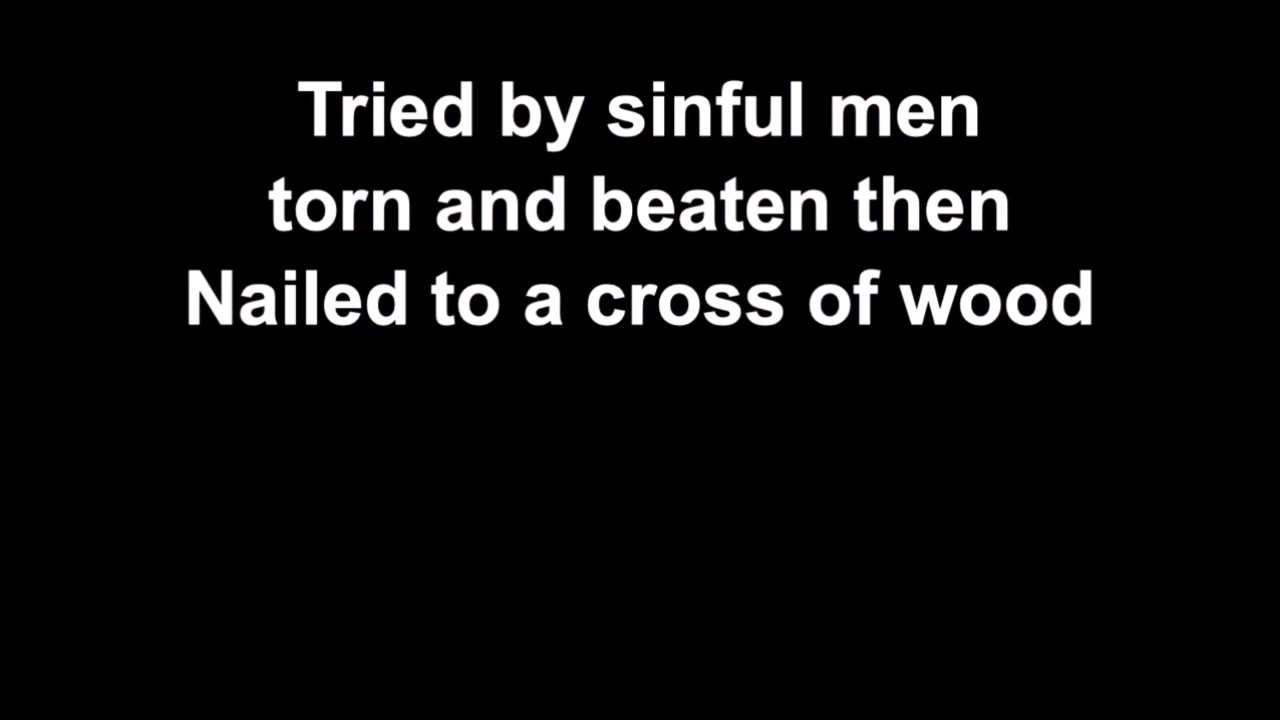 Tried by sinful men
torn and beaten then
Nailed to a cross of wood